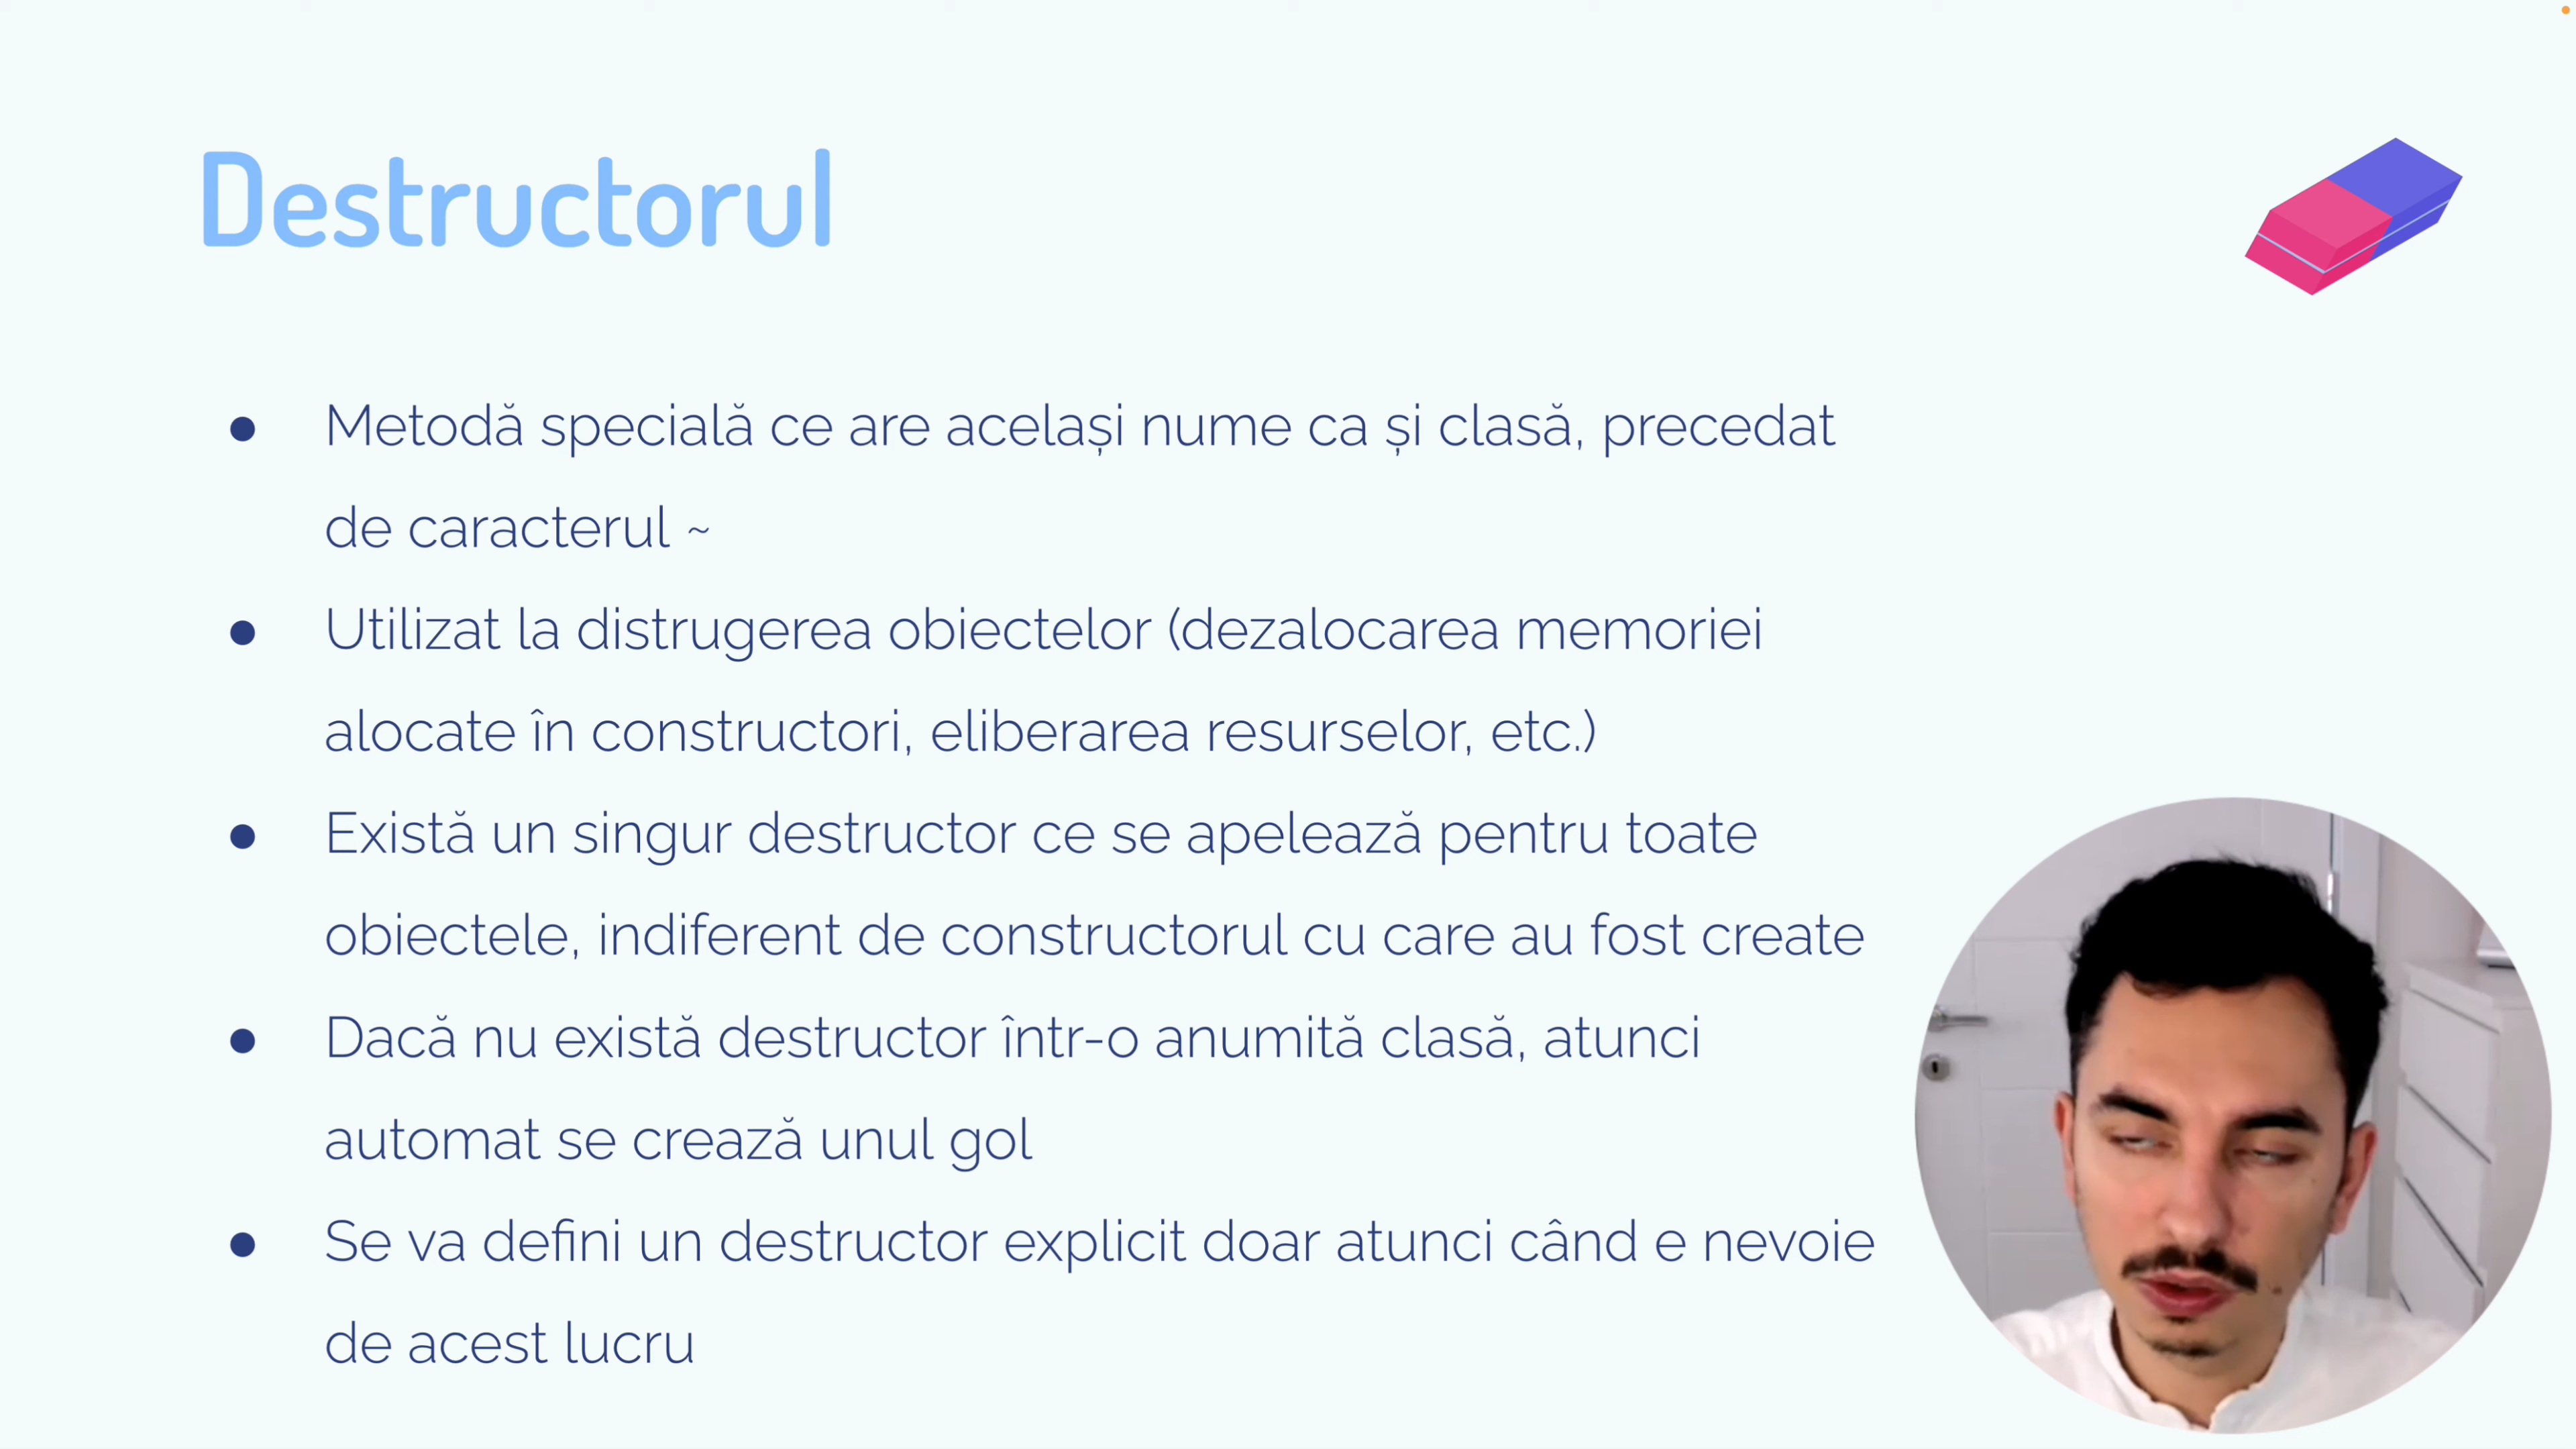 Destructorul
● Metodă specială ce are același nume ca și clasă, precedat
de caracterul ~
● Utilizat la distrugerea obiectelor (dezalocarea memoriei
alocate în constructori, eliberarea resurselor, etc.)
● Există un singur destructor ce se apelează pentru toate
obiectele, indiferent de constructorul cu care au fost create
● Dacă nu există destructor într-o anumită clasă, atunci
automat se crează unul gol
● Se va defini un destructor explicit doar atunci când e nevoie
de acest lucru